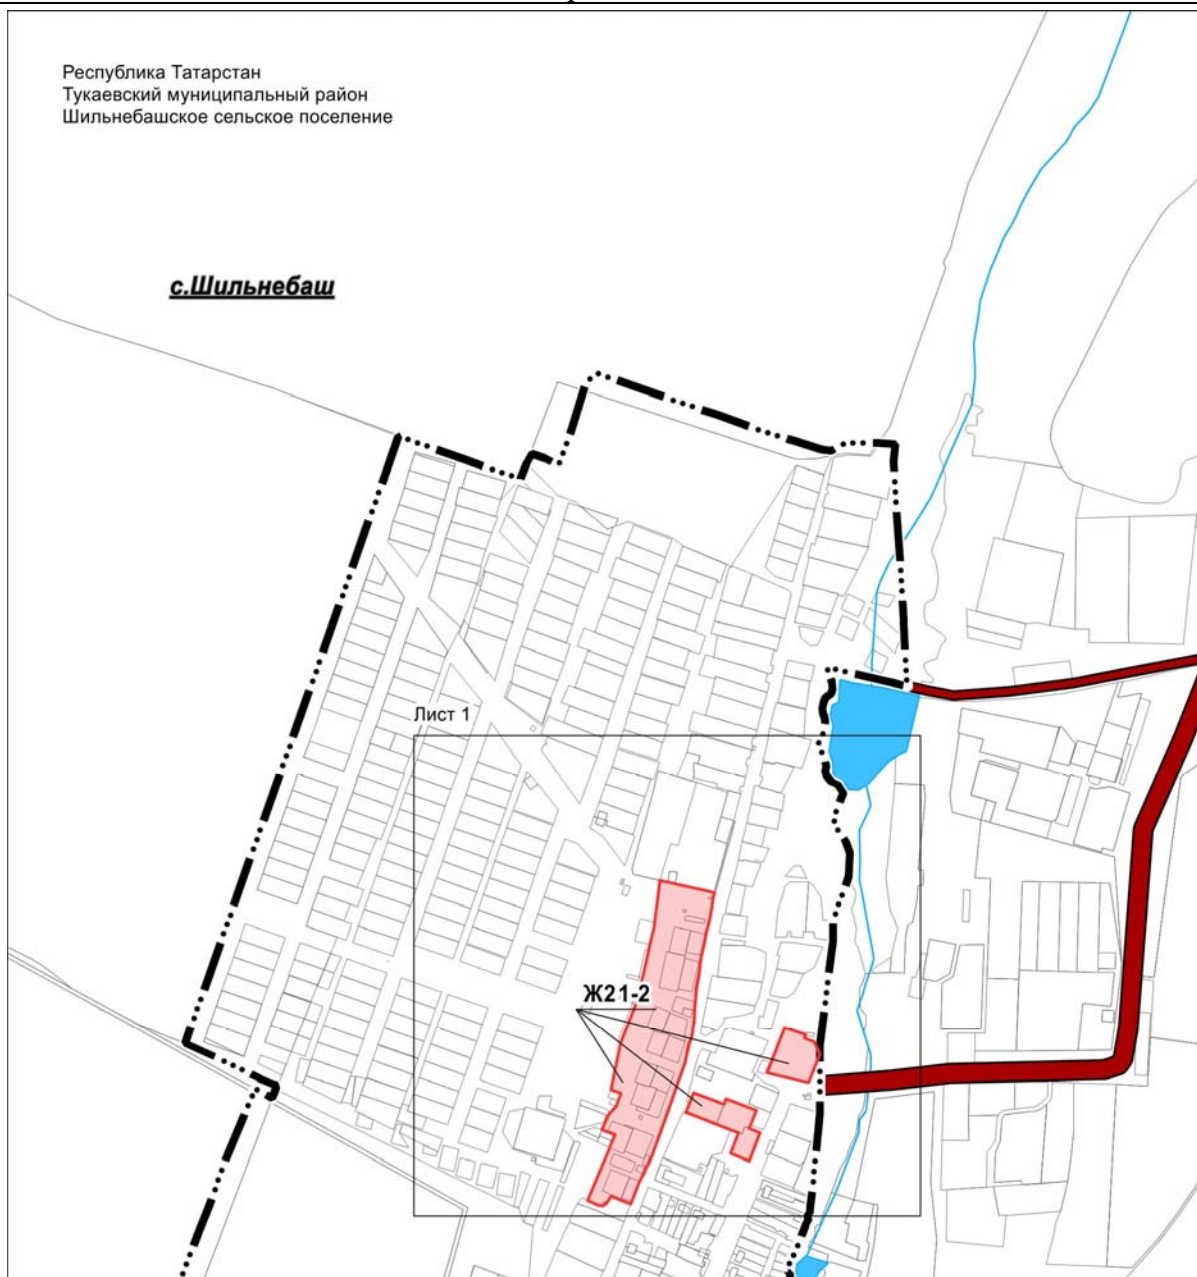 Республика Татарстан
Тукаевский муниципальный район
Шильнебашское сельское поселение
с.Шильнебаш
Лист 1
Ж21-2